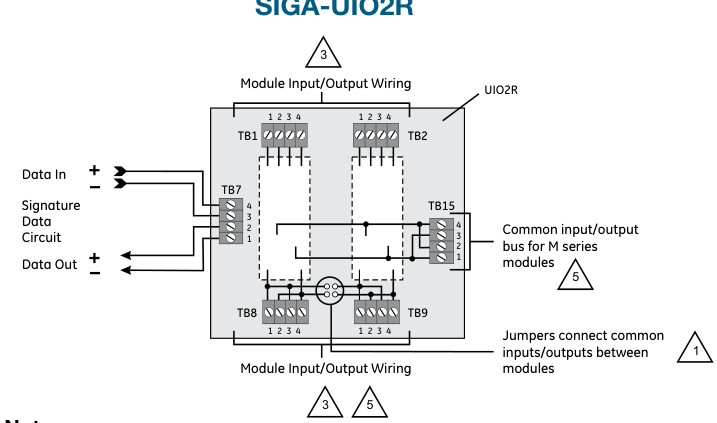 SIGA-UIO2R
3
Module Input/Output Wiring
UIO2R
1 2 3 4
1 2 3 4
TB1
TB2
Data In
+
−
TB7
4
3
2
1
Signature
Data
Circuit
Data Out
+
−
TB15
4
3
2
1
Common input/output
bus for M series
modules
5
TB8
TB9
1 2 3 4
1 2 3 4
Module Input/Output Wiring
Jumpers connect common
inputs/outputs between
modules
1
3
5